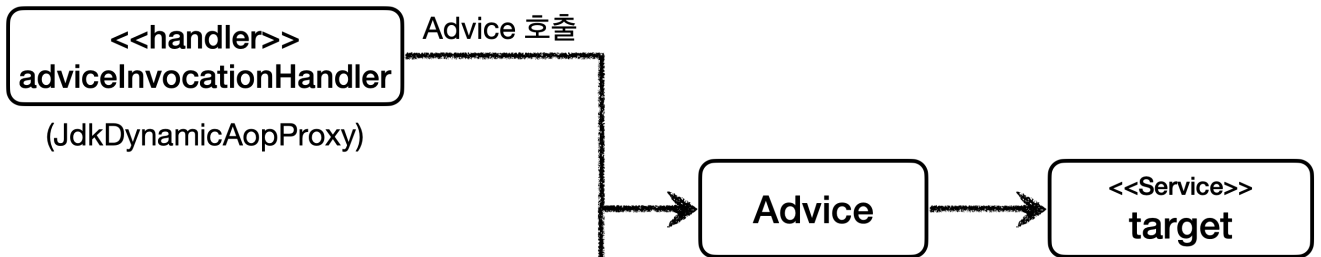 <<handler>>
adviceInvocationHandler
Advice 호출
(JdkDynamicAopProxy)
Advice
<<Service>>
target